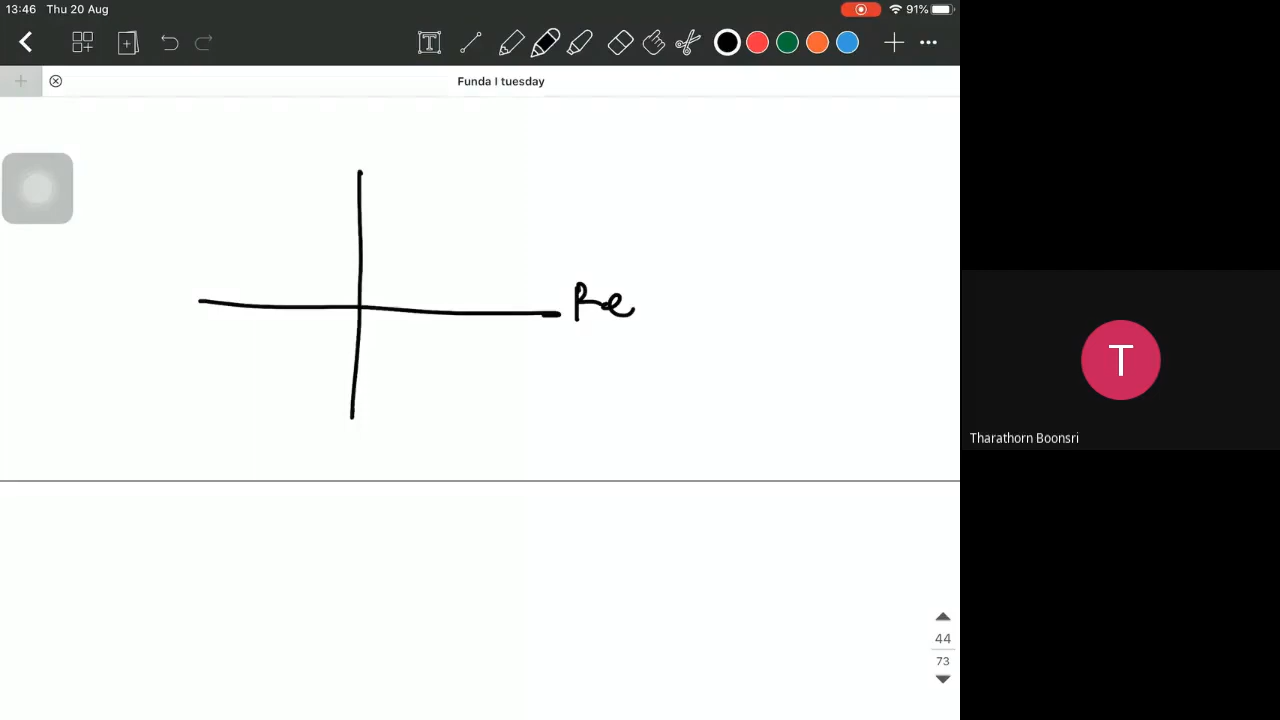 13:46 Thu 20 Aug 91%
T
Funda I tuesday
Re
T
Tharathorn Boonsri
44
73